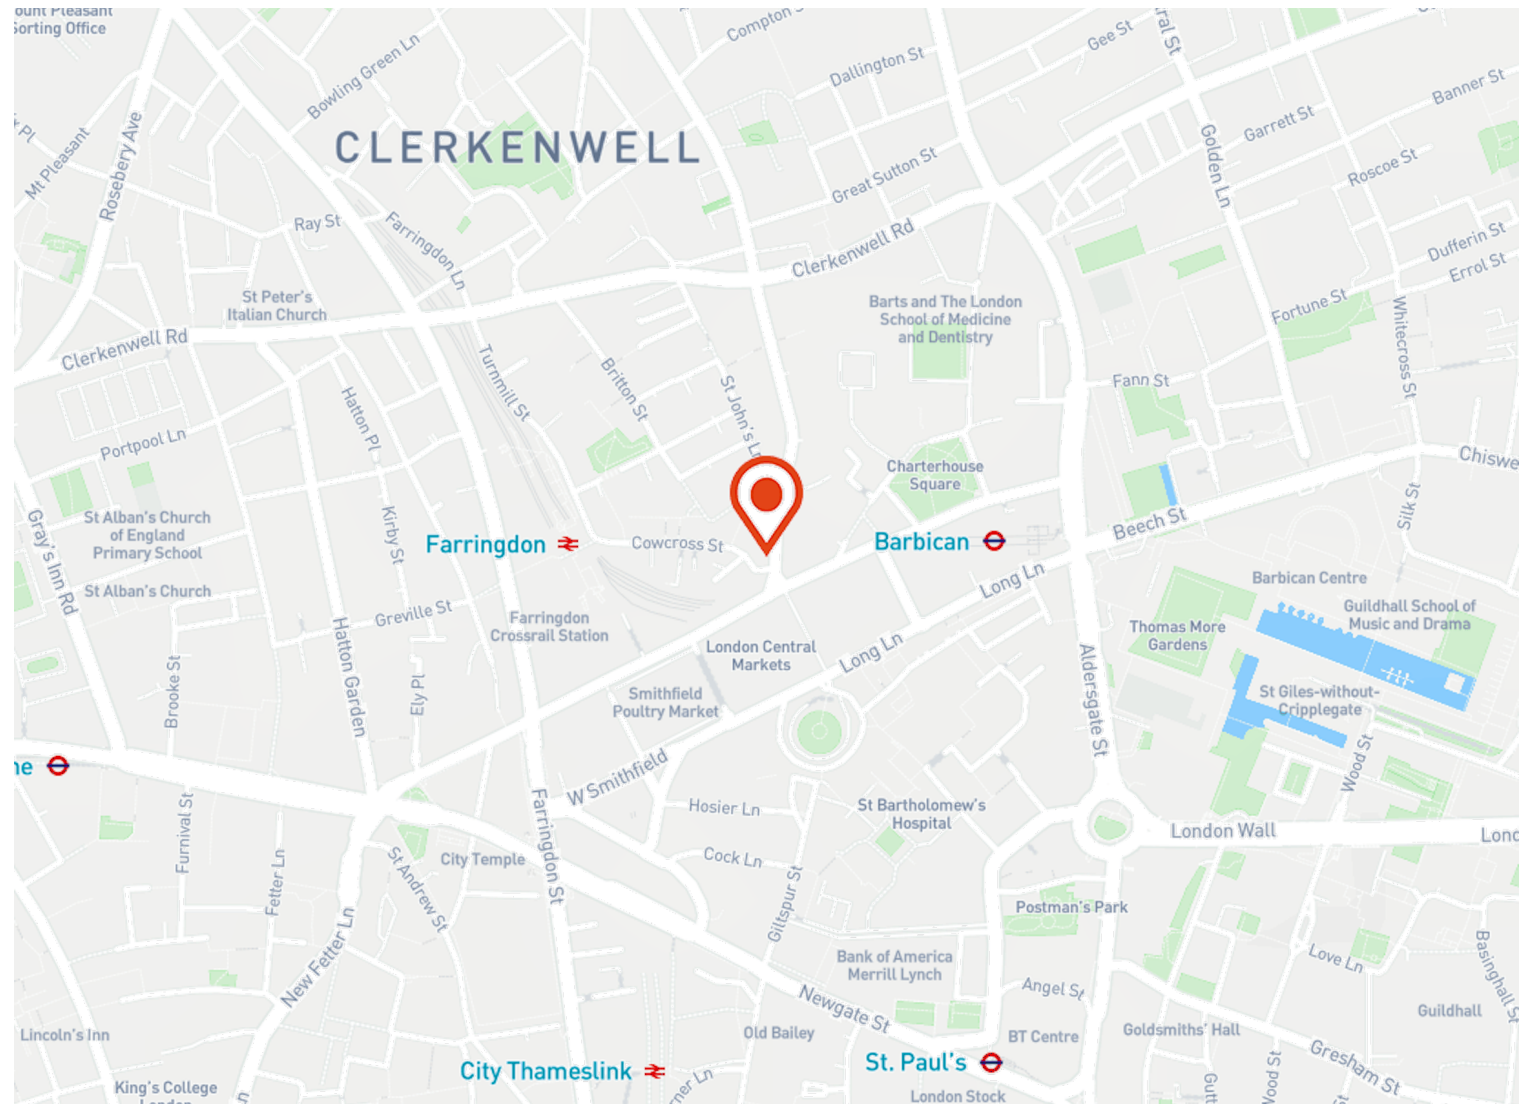 ount Pleasant
Sorting Office
Compton S
Gee St
ral St
Bowling Green Ln
Dallington St
Banner St
Garrett St
CLERKENWELL
x Pl
Mt Pleasant
Rosebery Ave
Great Sutton St
Golden Ln
Roscoe St
Ray St
Farringdon Ln
Clerkenwell Rd
Dufferin St
Errol St
St Peter's
Italian Church
Barts and The London
School of Medicine
and Dentistry
Fortune St
Whitecross St
Clerkenwell Rd
Turnmill St
Britton St
St John's Ln
Fann St
Hatton Pl
Portpool Ln
Charterhouse
Square
Chiswe
Gray's Inn Rd
St Alban's Church
of England
Primary School
Kirby St
Farringdon
Cowcross St
Barbican
Beech St
Silk St
St Alban's Church
Long Ln
Barbican Centre
Greville St
Farringdon
Crossrail Station
Guildhall School of
Music and Drama
Thomas More
Gardens
London Central
Markets
Long Ln
Hatton Garden
Ely Pl
Brooke St
Smithfield
Poultry Market
Aldersgate St
St Giles-without-
Cripplegate
ne
W Smithfield
Wood St
Furnival St
Farringdon St
Hosier Ln
St Bartholomew's
Hospital
London Wall
Lond
City Temple
Cock Ln
Fetter Ln
St Andrew St
Giltspur St
Postman's Park
New Fetter Ln
Bank of America
Merrill Lynch
Love Ln
Basinghall St
Angel St
Newgate St
Guildhall
Lincoln's Inn
Old Bailey
BT Centre
Goldsmiths' Hall
City Thameslink
St. Paul's
Gresham St
King's College
London
ner Ln
London Stock
Gutt
Wood St